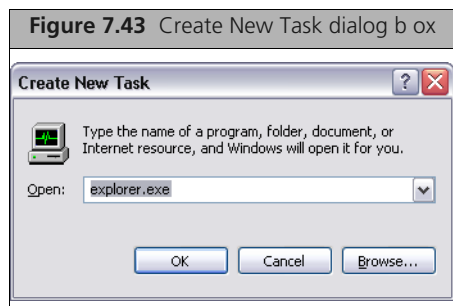 Figure 7.43 Create New Task dialog b ox
Create New Task
Type the name of a program, folder, document, or
Internet resource, and Windows will open it for you.
Open: explorer.exe
OK Cancel Browse...